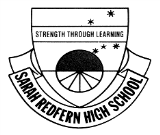 STRENGTH THROUGH LEARNING
SARAH REDFERN HIGH SCHOOL